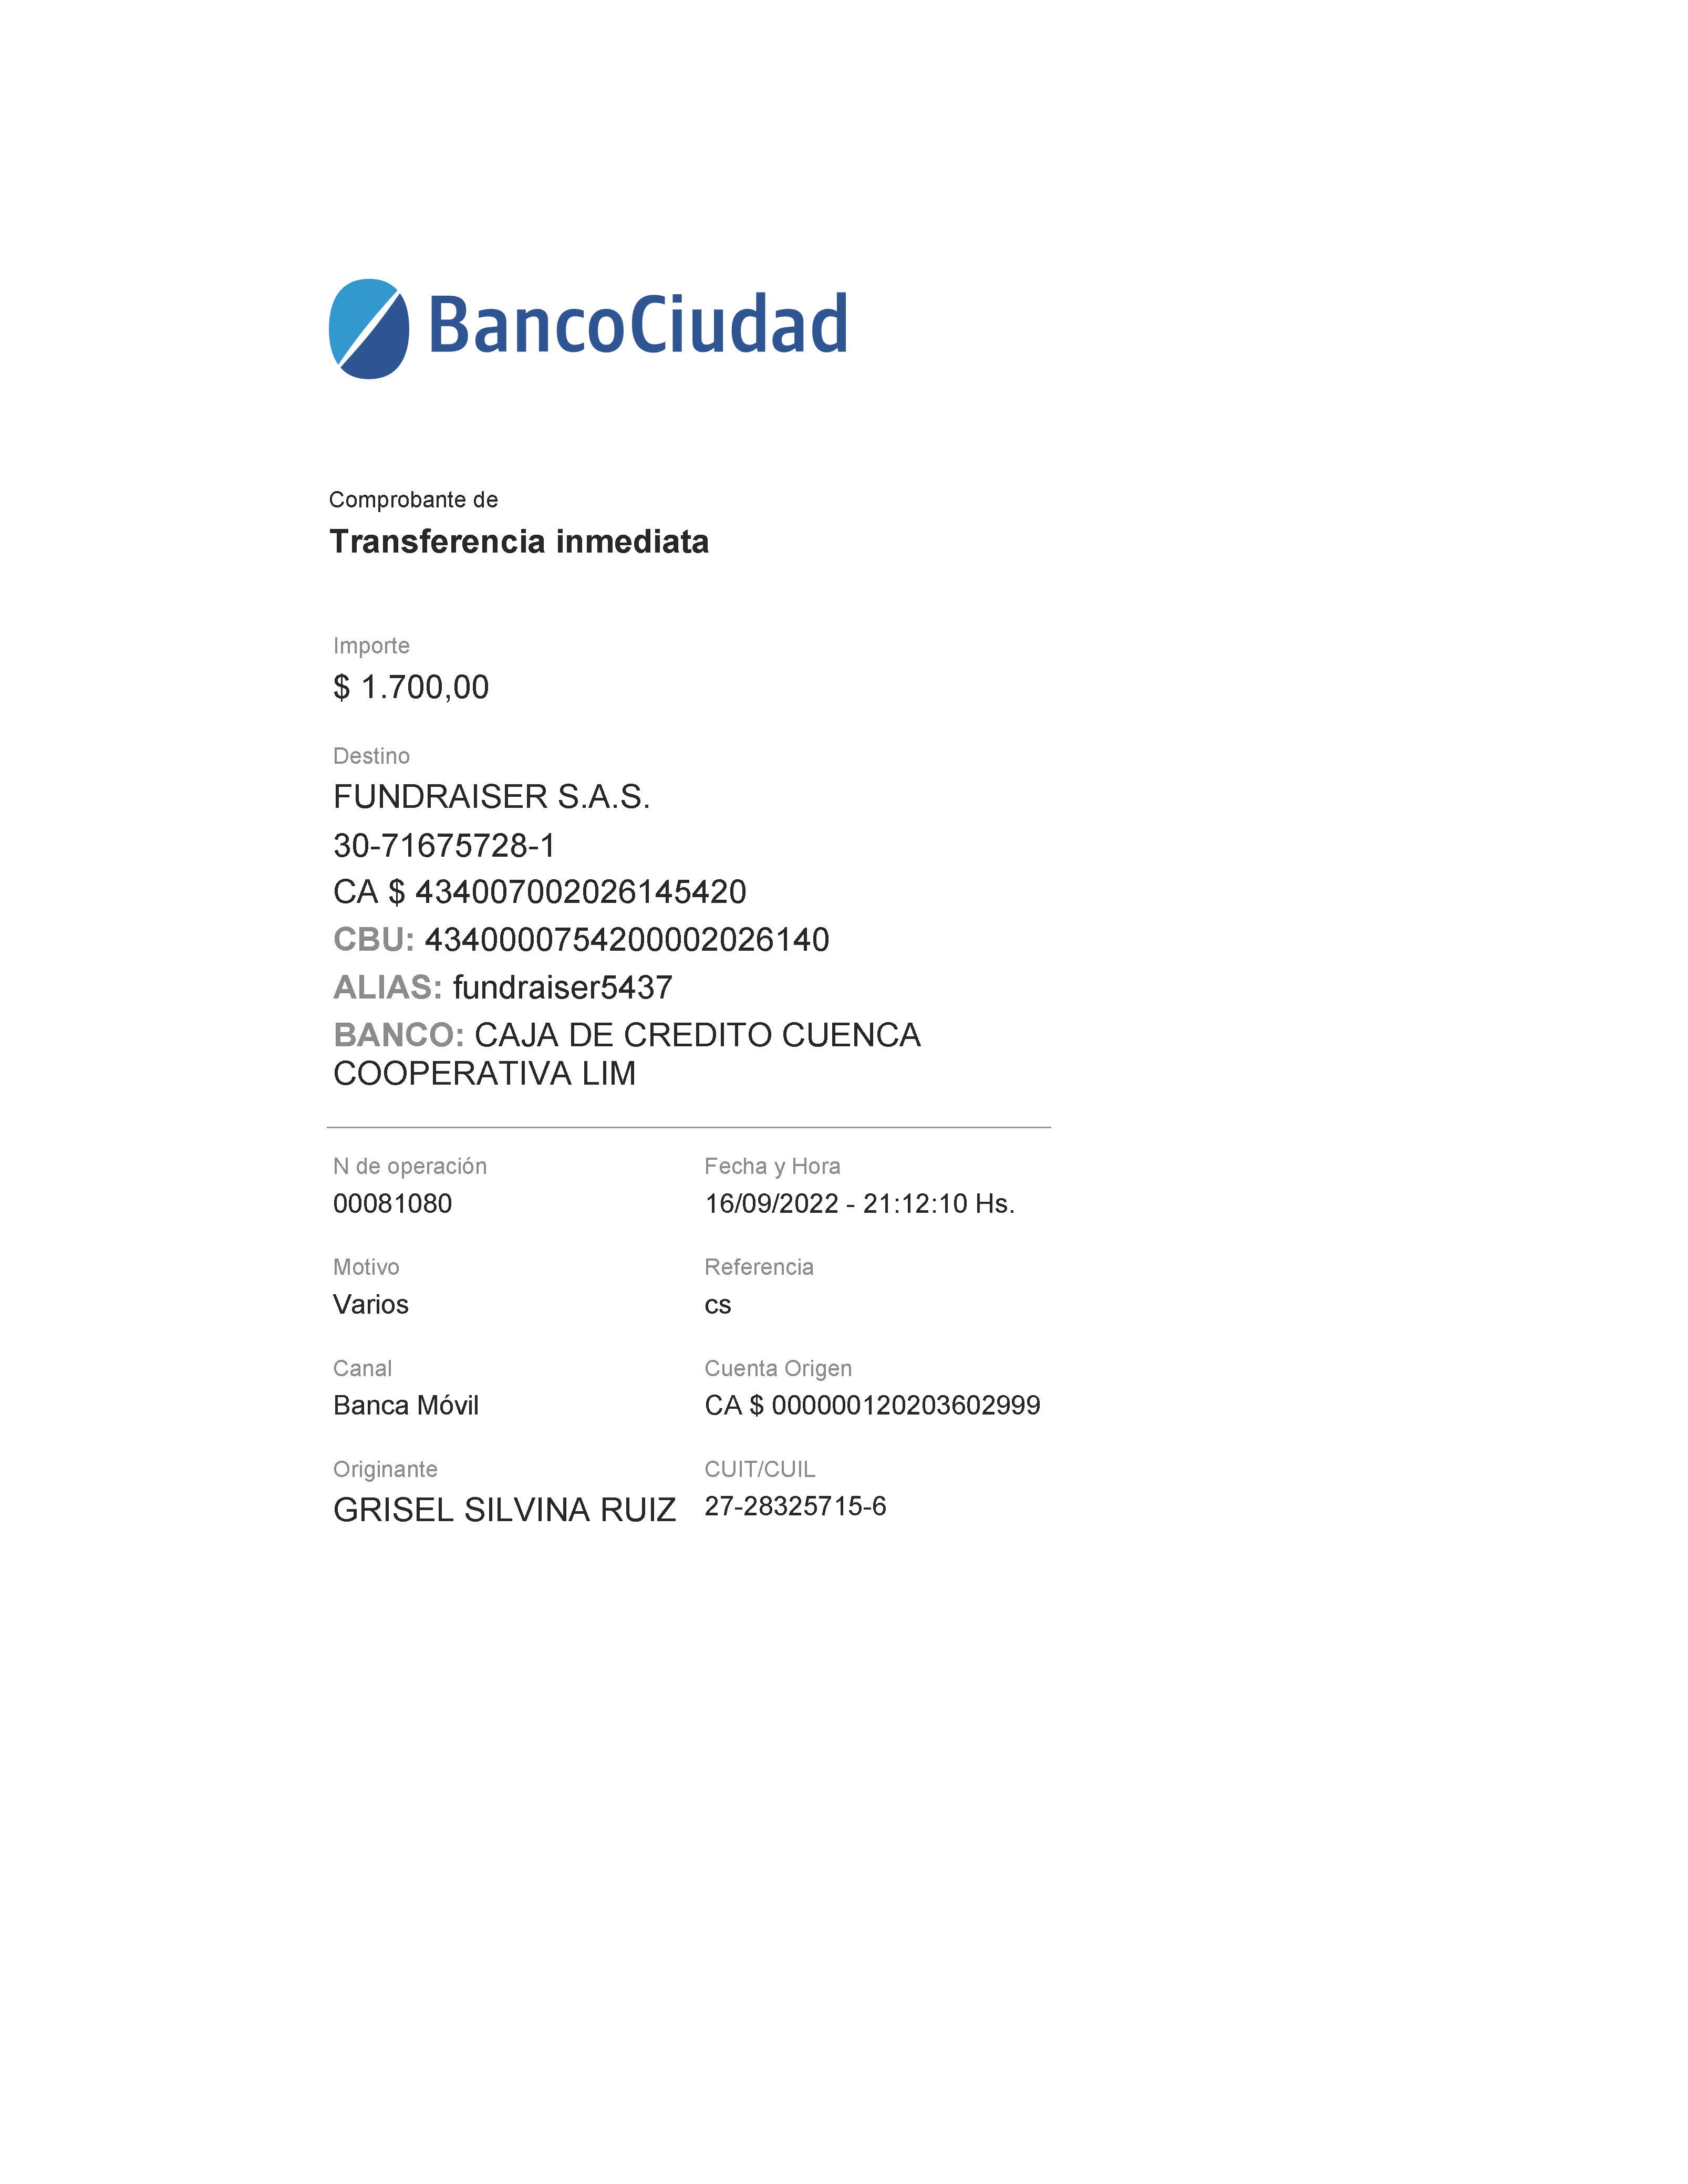 BancoCiudad
Comprobante de
Transferencia inmediata
Importe
$ 1.700,00
Destino
FUNDRAISER S.A.S.
30-71675728-1
CA $ 434007002026145420
CBU: 4340000754200002026140
ALIAS: fundraiser5437
BANCO: CAJA DE CREDITO CUENCA
COOPERATIVA LIM
N de operación Fecha y Hora
00081080 16/09/2022 - 21:12:10 Hs.
Motivo Referencia
Varios cs
Canal Cuenta Origen
Banca Móvil CA $ 000000120203602999
Originante CUIT/CUIL
GRISEL SILVINA RUIZ 27-28325715-6